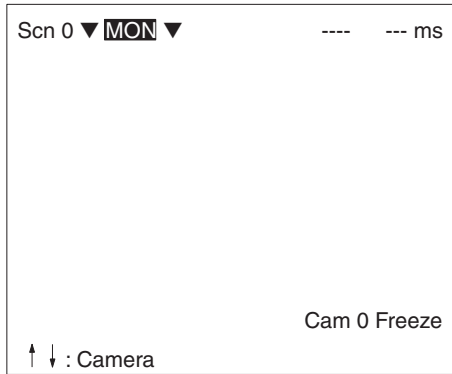 Scn 0 ▼ MON ▼ ---- --- ms
Cam 0 Freeze
↑ ↓ : Camera